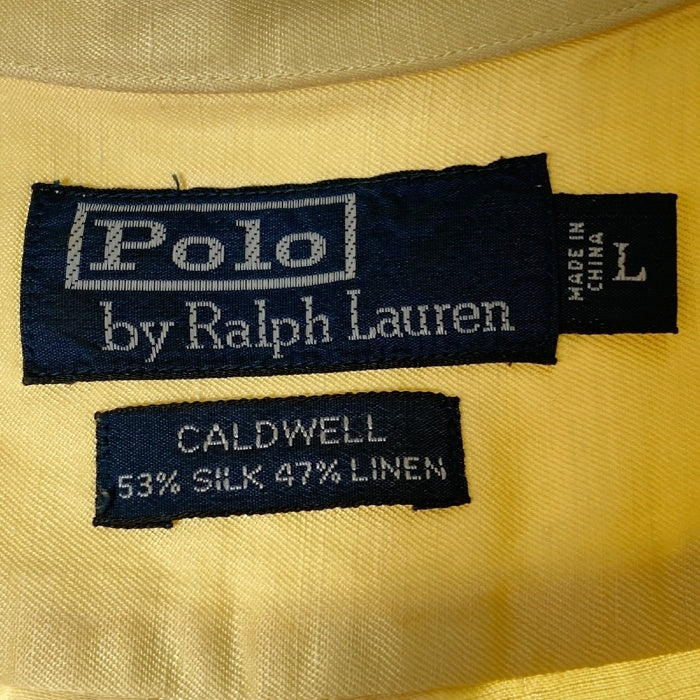 Polo
by Ralph Lauren
MADE IN
CHINA
L
CALDWELL
53% SILK 47% LINEN